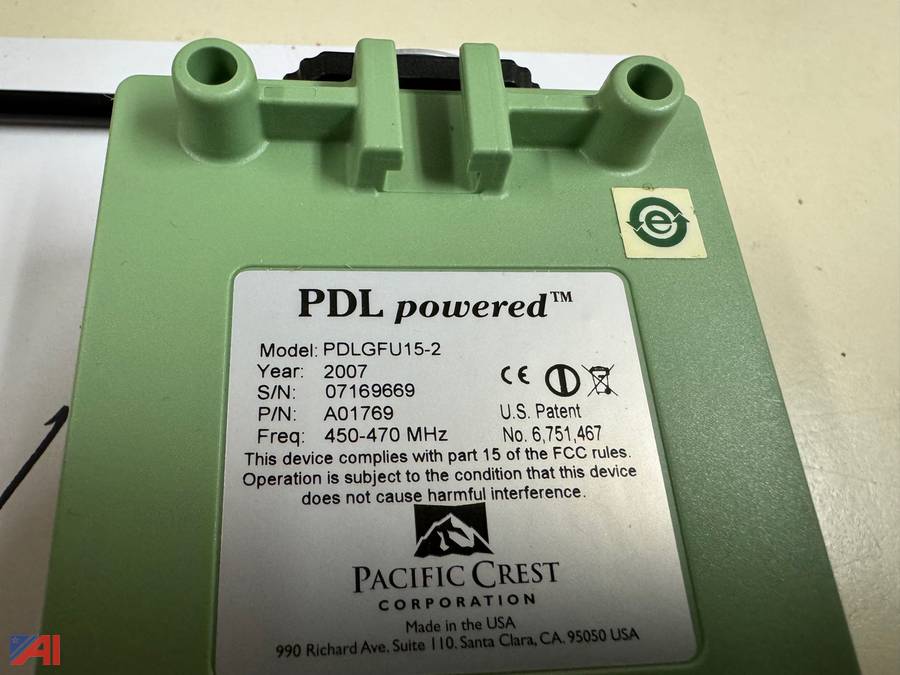 e
PDL powered™
Model: PDLGFU15-2
Year: 2007
S/N: 07169669
P/N: A01769
Freq: 450-470 MHz
CE
U.S. Patent
No. 6,751,467
This device complies with part 15 of the FCC rules.
Operation is subject to the condition that this device
does not cause harmful interference.
PACIFIC CREST
CORPORATION
Made in the USA
990 Richard Ave, Suite 110, Santa Clara, CA. 95050 USA
AI